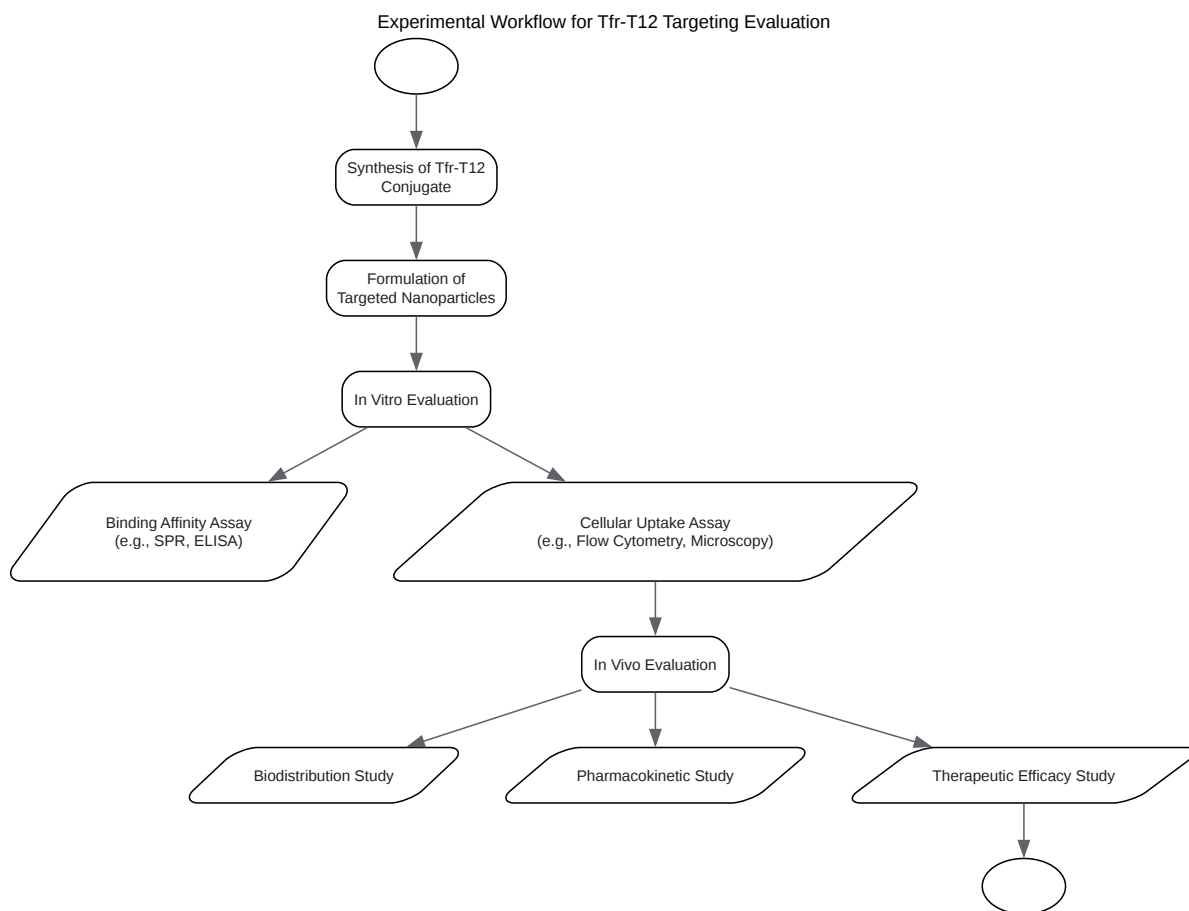 Experimental Workflow for Tfr-T12 Targeting Evaluation
Synthesis of Tfr-T12
Conjugate
Formulation of
Targeted Nanoparticles
In Vitro Evaluation
Binding Affinity Assay
(e.g., SPR, ELISA)
Cellular Uptake Assay
(e.g., Flow Cytometry, Microscopy)
In Vivo Evaluation
Biodistribution Study
Pharmacokinetic Study
Therapeutic Efficacy Study